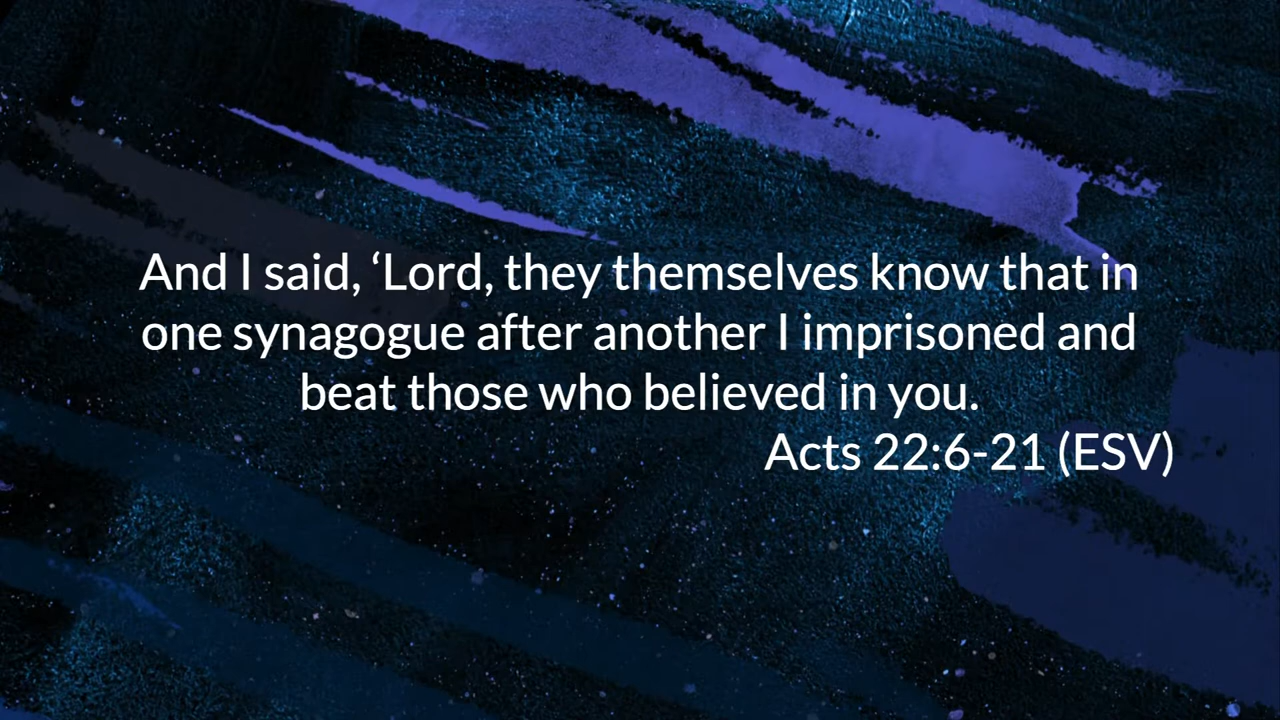 And I said, ‘Lord, they themselves know that in
one synagogue after another I imprisoned and
beat those who believed in you.
Acts 22:6-21 (ESV)